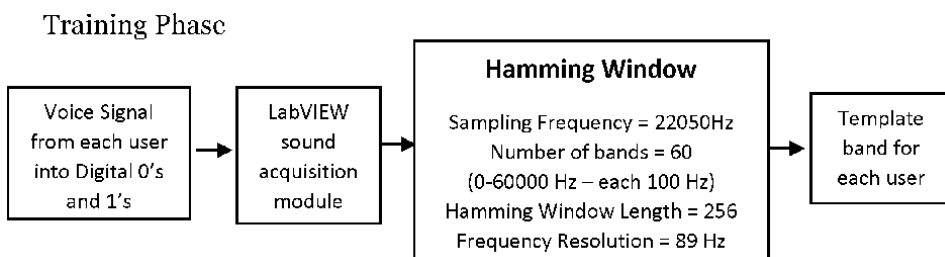 Training Phase
Voice Signal
from each user
into Digital 0's
and 1's
LabVIEW
sound
acquisition
module
Hamming Window
Sampling Frequency = 22050Hz
Number of bands = 60
(0-60000 Hz – each 100 Hz)
Hamming Window Length = 256
Frequency Resolution = 89 Hz
Template
band for
each user